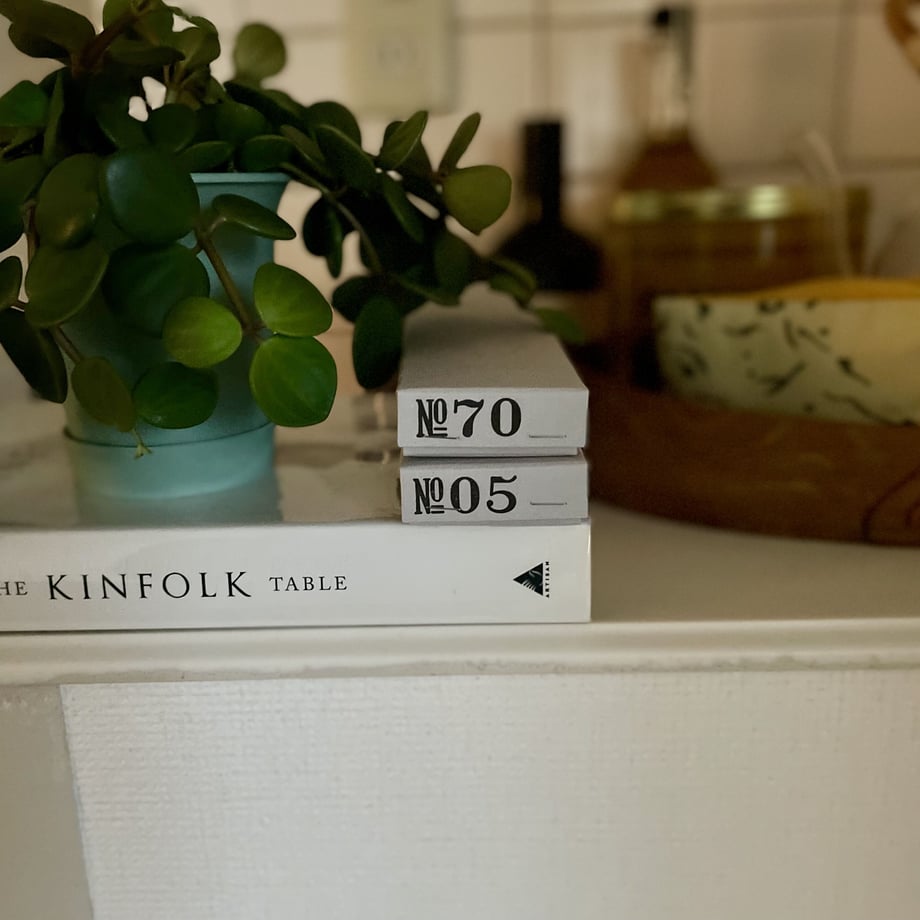 №70
№05
HE KINFOLK TABLE
ARTISAN